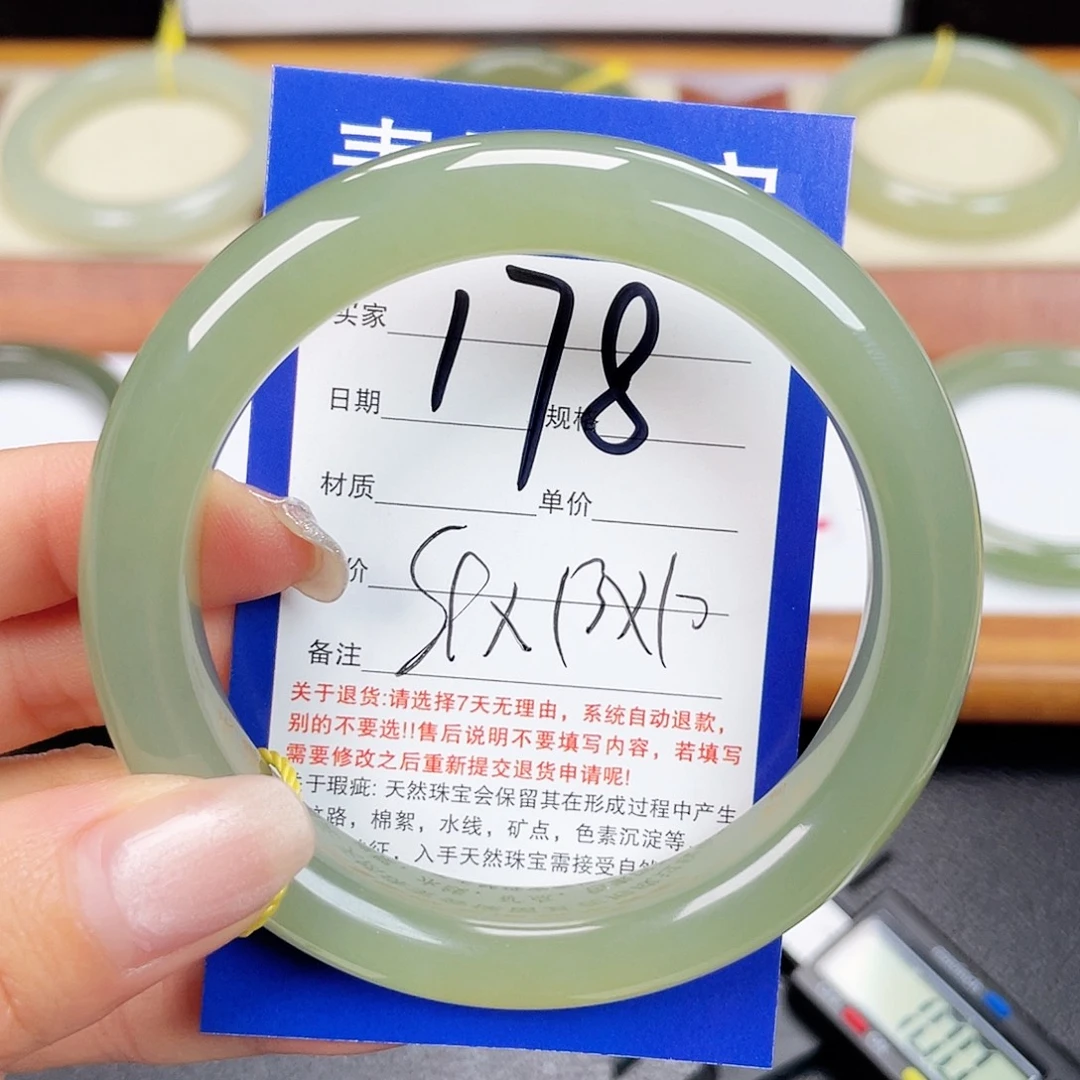 178
买家
日期 规格
材质 单价
价 58X13X10
备注
关于退货:请选择7天无理由，系统自动退款，
别的不要选!!售后说明不要填写内容，若填写
需要修改之后重新提交退货申请呢!
关于瑕疵: 天然珠宝会保留其在形成过程中产生
路，棉絮，水线，矿点，色素沉淀等
征，入手天然珠宝需接受自然